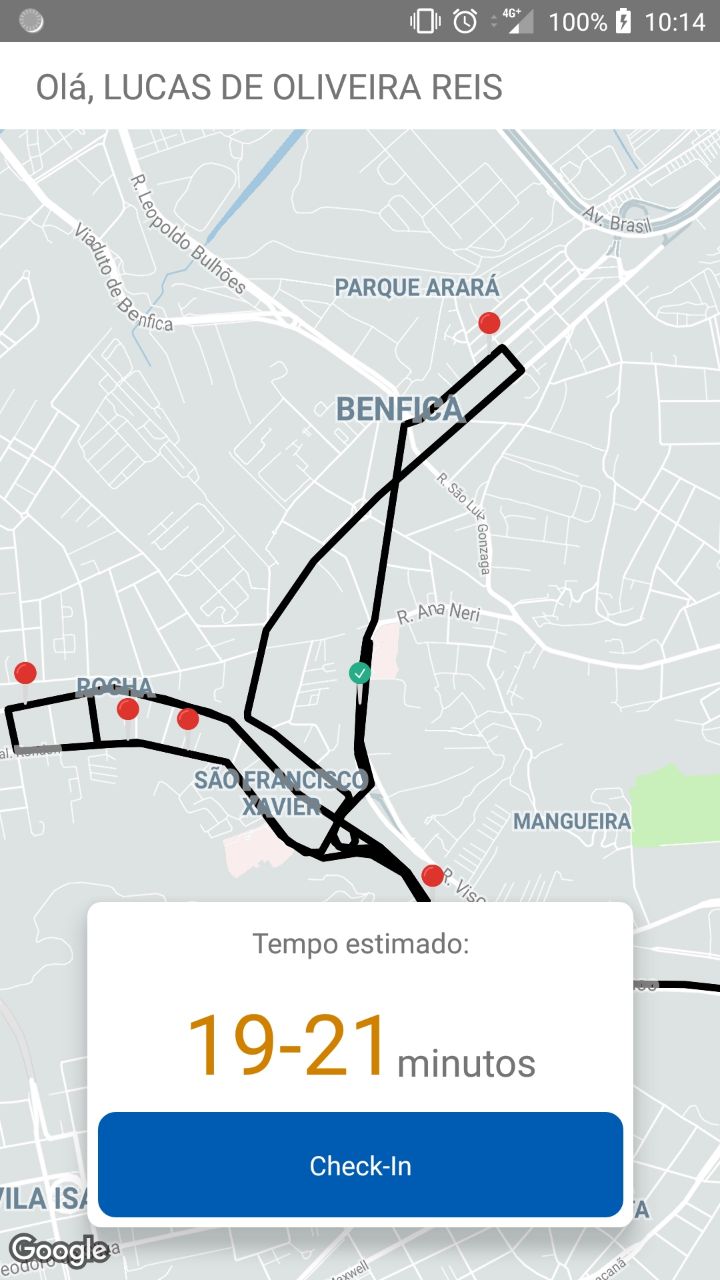 4G+ 100% 10:14
Olá, LUCAS DE OLIVEIRA REIS
Av. Brasil
R. Leopoldo Bulhões
Viaduto de Benfica
PARQUE ARARÁ
BENFICA
R. São Luiz Gonzaga
R. Ana Neri
ROCHA
SÃO FRANCISCO
XAVIER
MANGUEIRA
R. Visc
Tempo estimado:
19-21 minutos
Check-In
VILA ISA
TA
Google
axwell